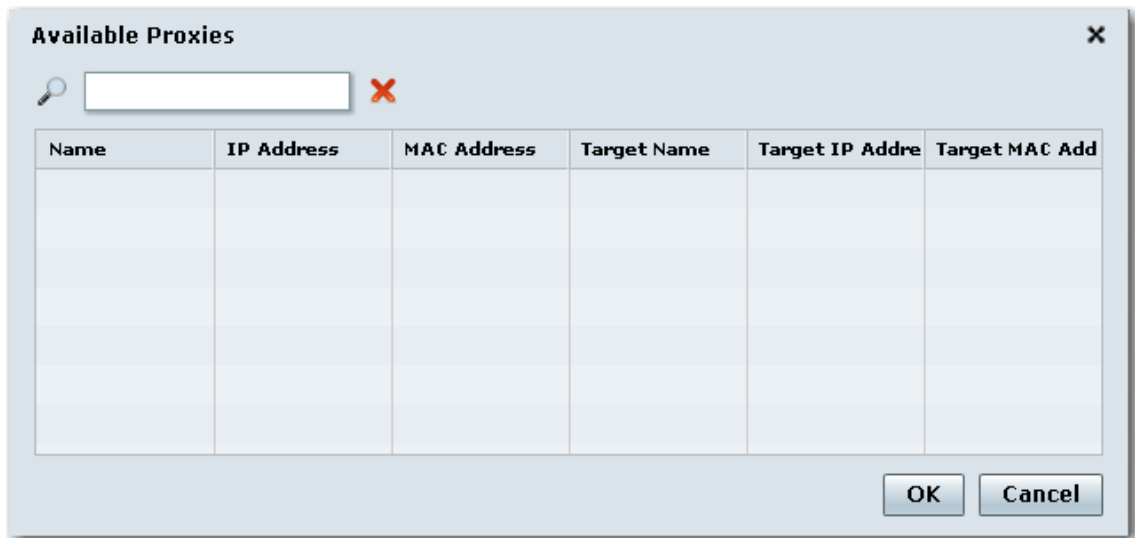 Available Proxies
Name IP Address MAC Address Target Name Target IP Addre Target MAC Add
OK Cancel